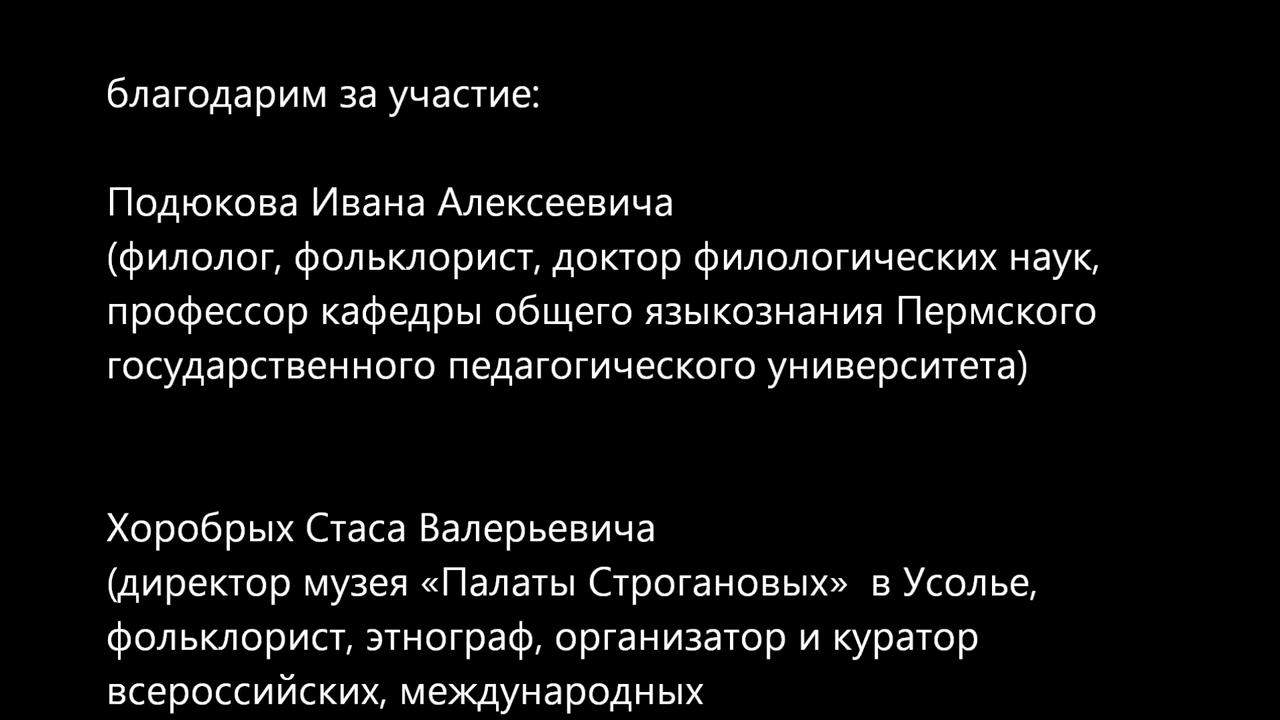 благодарим за участие:
Подюкова Ивана Алексеевича
(филолог, фольклорист, доктор филологических наук,
профессор кафедры общего языкознания Пермского
государственного педагогического университета)
Хоробрых Стаса Валерьевича
(директор музея «Палаты Строгановых»  в Усолье,
фольклорист, этнограф, организатор и куратор
всероссийских, международных